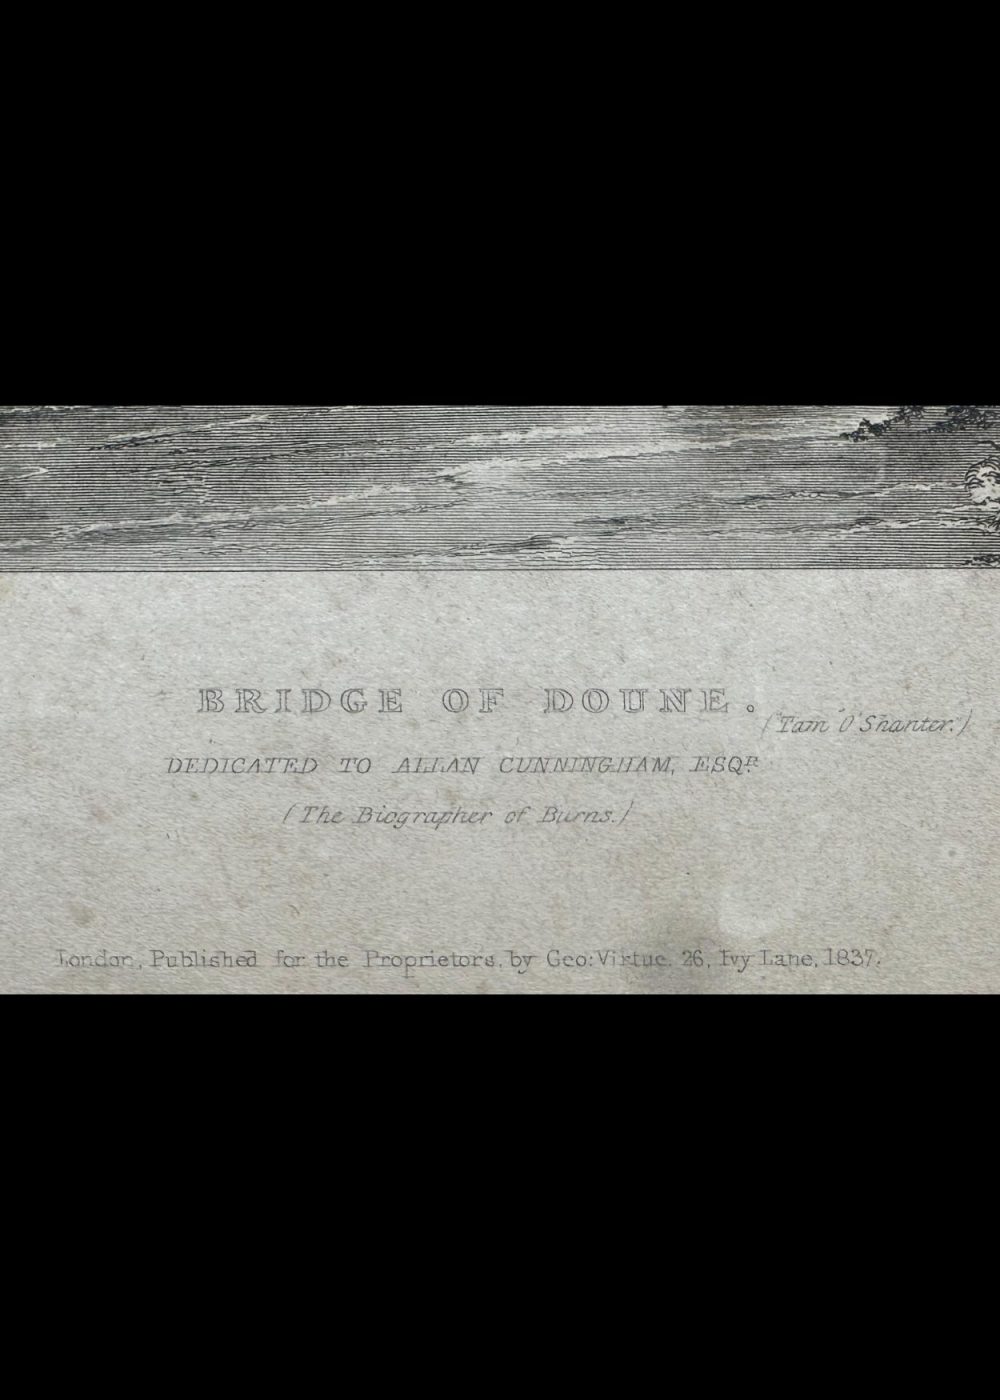 BRIDGE OF DOUNE.
(Tam O'Shanter.)
DEDICATED TO ALLAN CUNNINGHAM, ESQR
(The Biographer of Burns.)
London, Published for the Proprietors, by Geo: Virtue, 26, Ivy Lane, 1837.